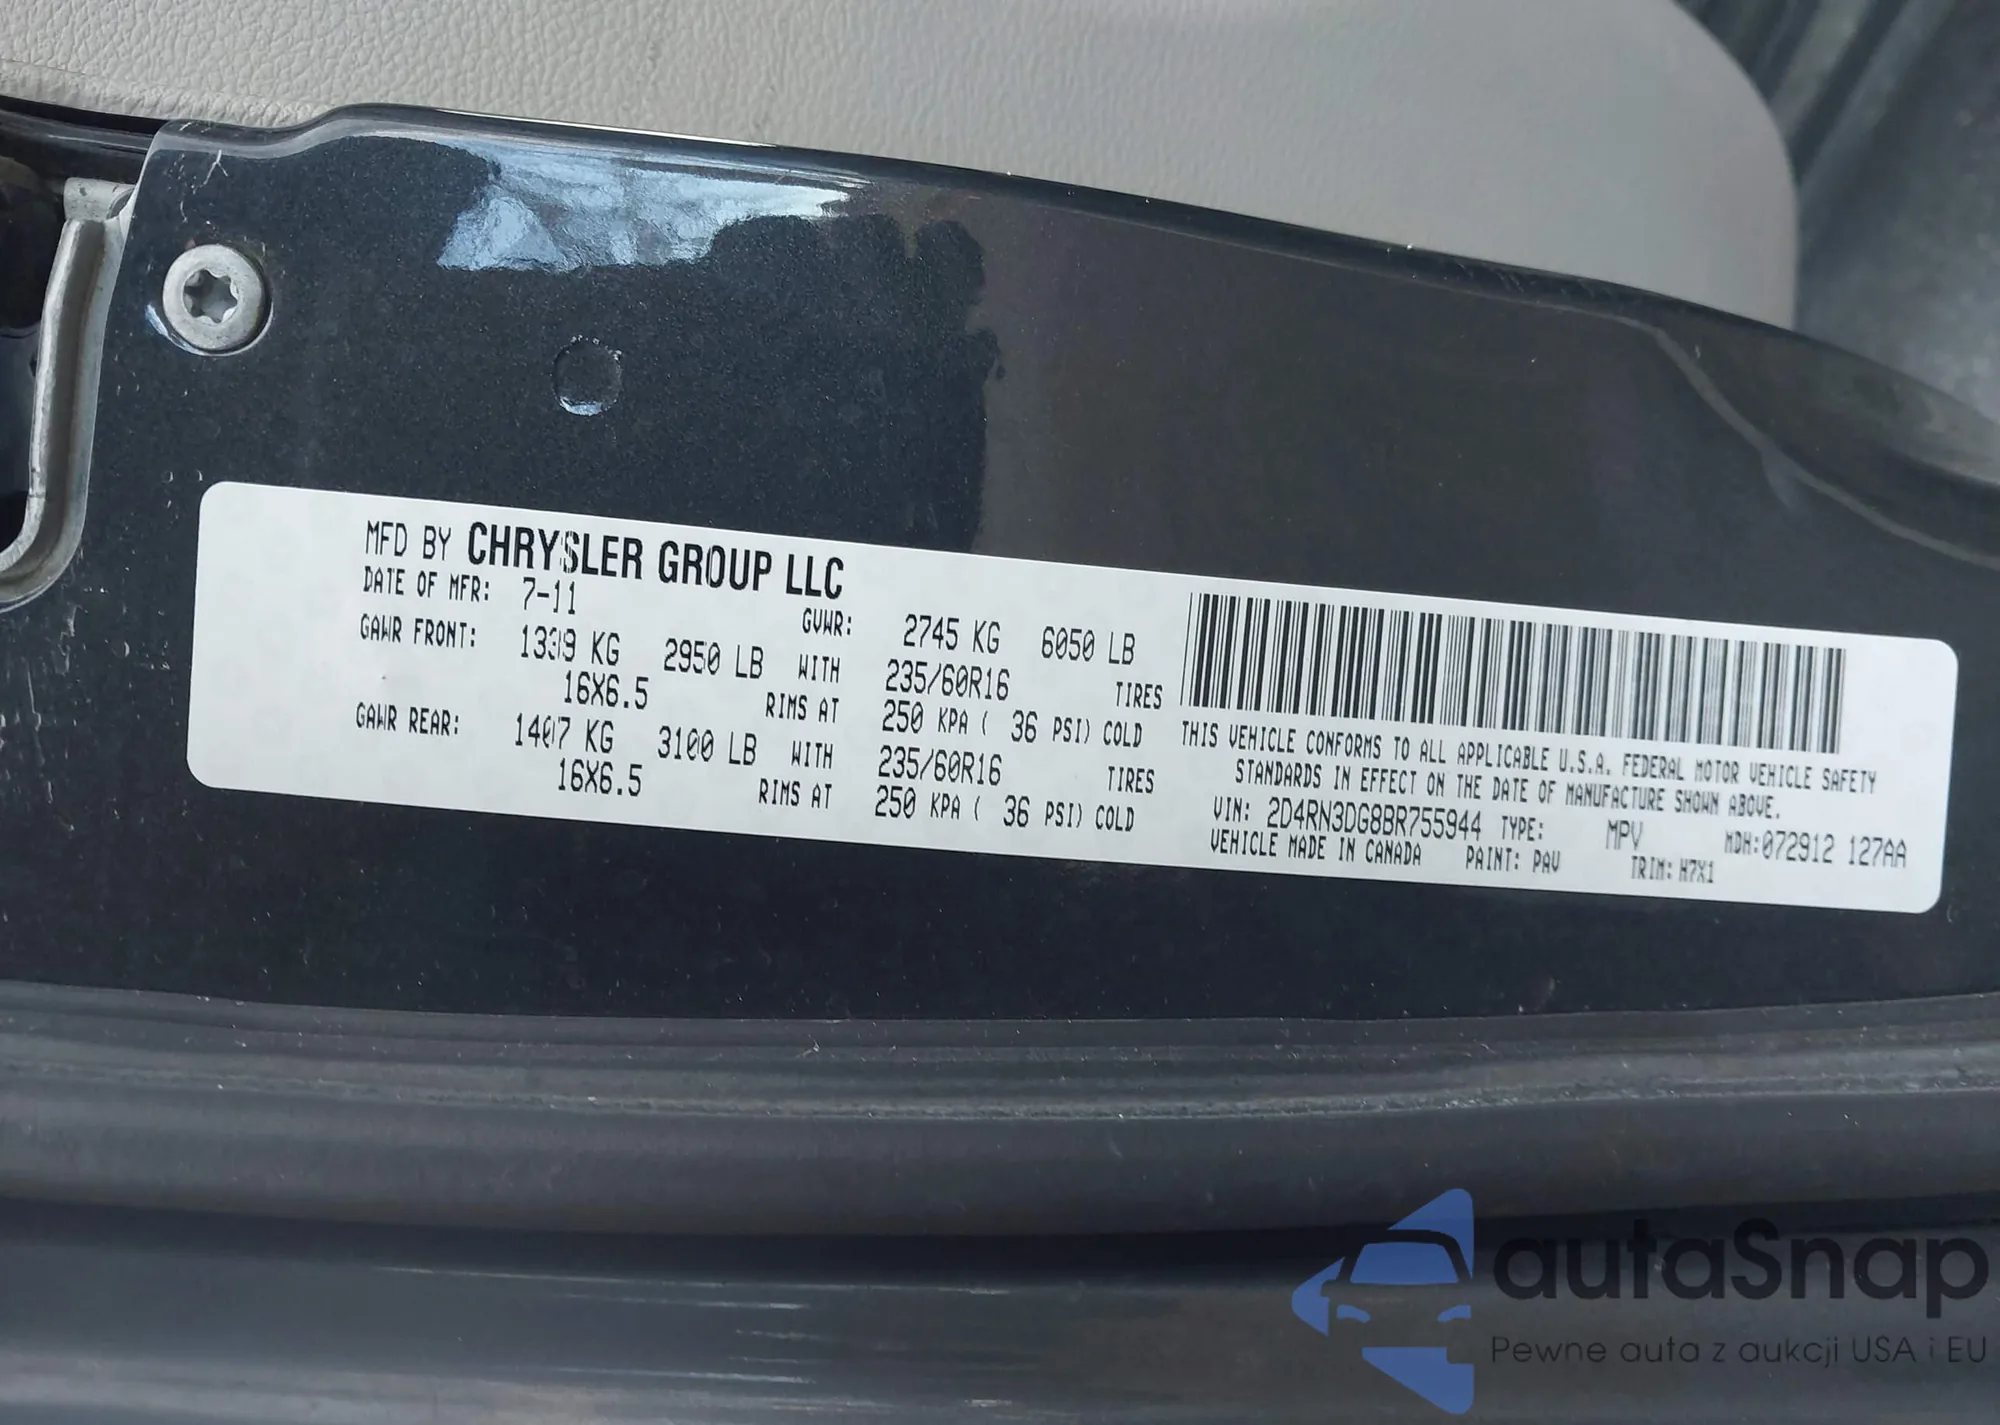 MFD BY CHRYSLER GROUP LLC
DATE OF MFR: 7-11 GVWR: 2745 KG 6050 LB
GAWR FRONT: 1339 KG 2950 LB WITH 235/60R16 TIRES
16X6.5 RIMS AT 250 KPA ( 36 PSI) COLD
GAWR REAR: 1407 KG 3100 LB WITH 235/60R16 TIRES
16X6.5 RIMS AT 250 KPA ( 36 PSI) COLD
THIS VEHICLE CONFORMS TO ALL APPLICABLE U.S.A. FEDERAL MOTOR VEHICLE SAFETY
STANDARDS IN EFFECT ON THE DATE OF MANUFACTURE SHOWN ABOVE.
VIN: 2D4RN3DG8BR755944 TYPE: MPV MDH:072912 127AA
VEHICLE MADE IN CANADA PAINT: PAV TRIM: H7X1
autaSnap
Pewne auta z aukcji USA i EU